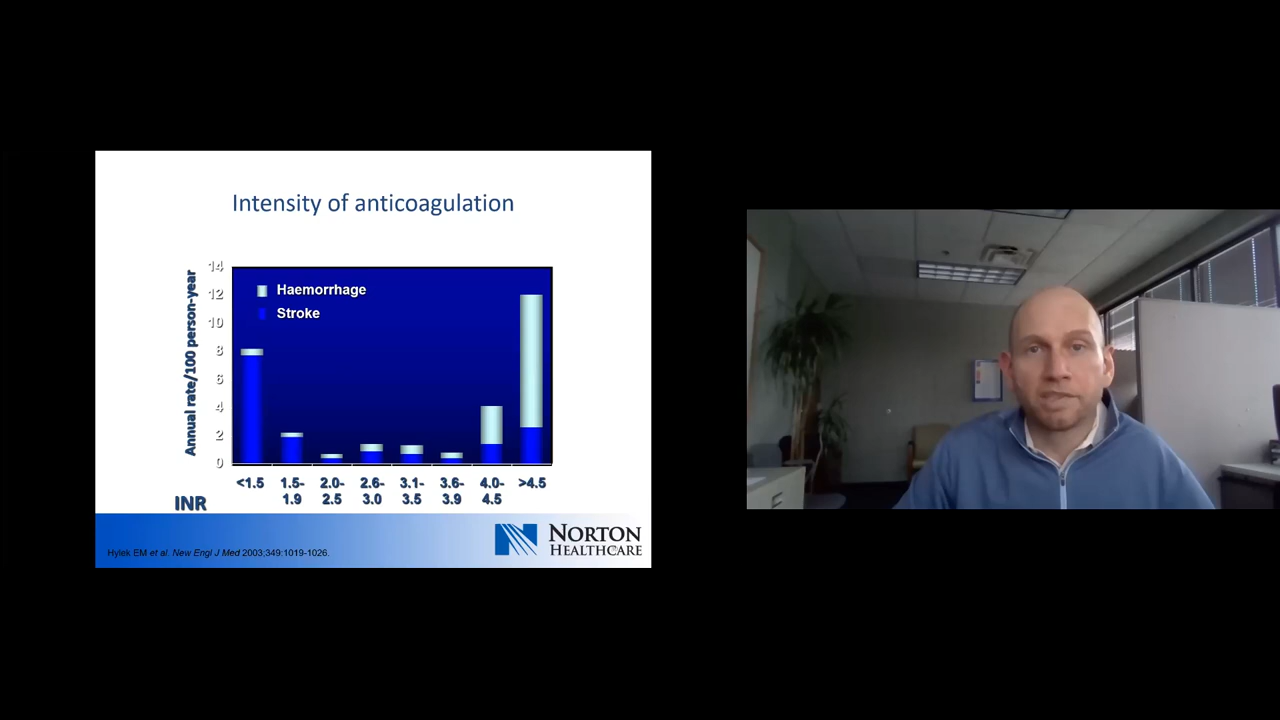 Intensity of anticoagulation
Annual rate/100 person-year
14
12
10
8
6
4
2
0
Haemorrhage
Stroke
<1.5
1.5-
1.9
2.0-
2.5
2.6-
3.0
3.1-
3.5
3.6-
3.9
4.0-
4.5
>4.5
INR
Hylek EM et al. New Engl J Med 2003;349:1019-1026.
NORTON
HEALTHCARE